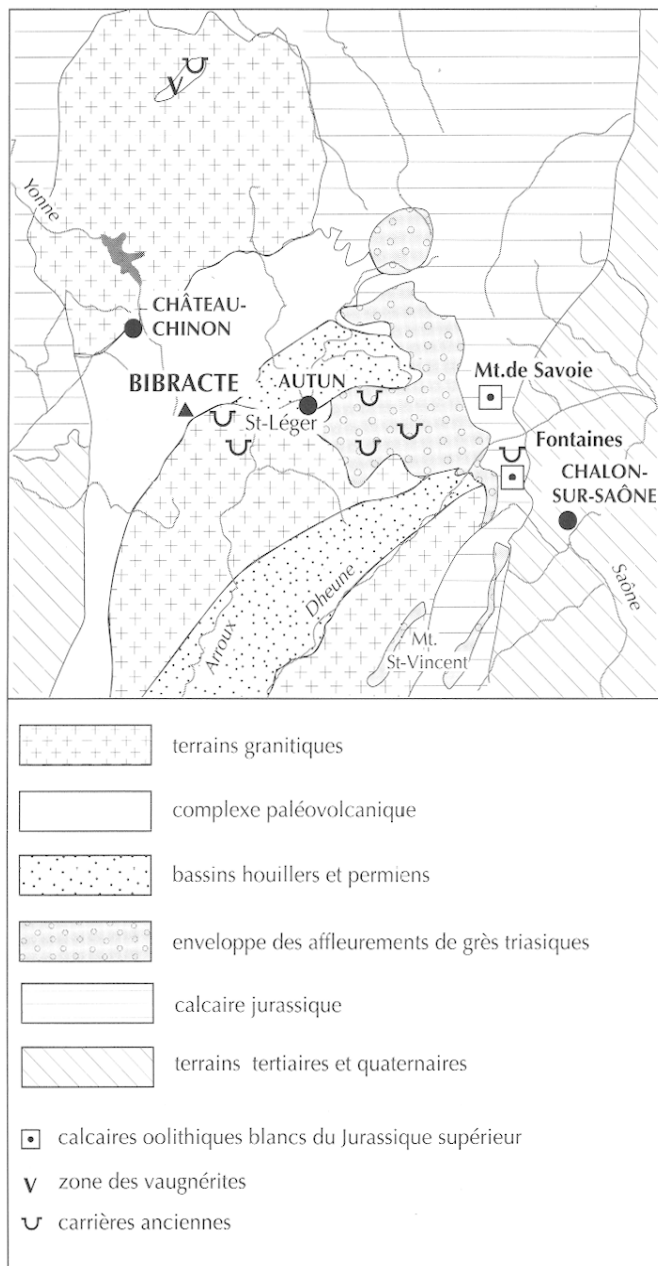 Yonne
CHÂTEAU-
CHINON
BIBRACTE
AUTUN
St-Léger
Mt.de Savoie
Fontaines
CHALON-
SUR-SAÔNE
Saône
Dheune
Arroux
Mt.
St-Vincent
terrains granitiques
complexe paléovolcanique
bassins houillers et permiens
enveloppe des affleurements de grès triasiques
calcaire jurassique
terrains tertiaires et quaternaires
calcaires oolithiques blancs du Jurassique supérieur
v zone des vaugnérites
carrières anciennes